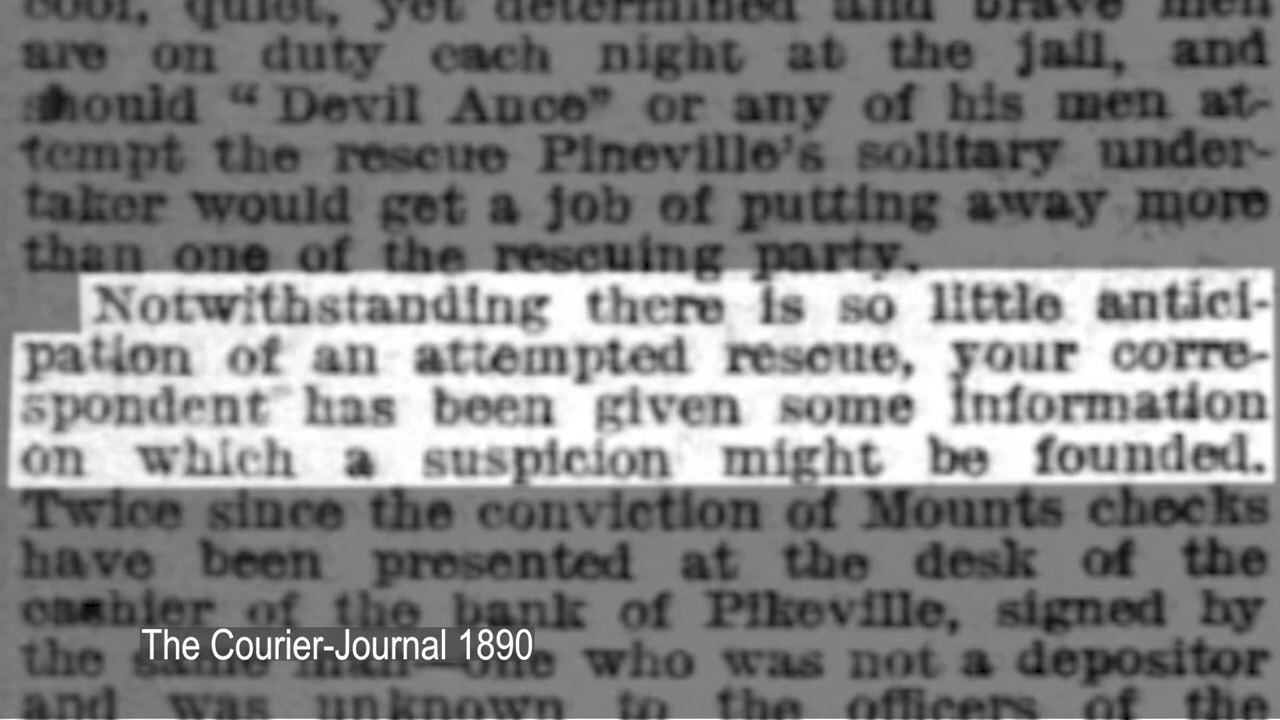 cool, quiet, yet determined and brave men
are on duty each night at the jail, and
should “Devil Ance” or any of his men at-
tempt the rescue Pineville’s solitary under-
taker would get a job of putting away more
than one of the rescuing party.
Notwithstanding there is so little antici-
pation of an attempted rescue, your corre-
spondent has been given some information
on which a suspicion might be founded.
Twice since the conviction of Mounts checks
have been presented at the desk of the
cashier of the bank of Pikeville, signed by
the same man—one who was not a depositor
and was unknown to the officers of the
The Courier-Journal 1890